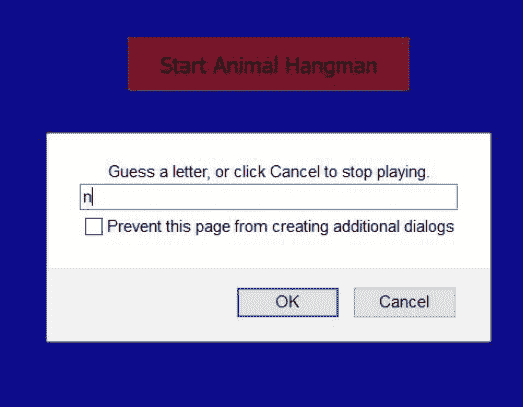 Start Animal Hangman
Guess a letter, or click Cancel to stop playing.
n
Prevent this page from creating additional dialogs
OK
Cancel